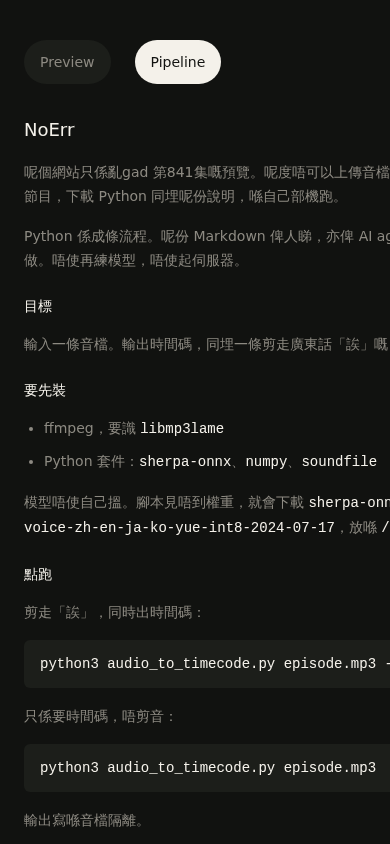 Preview
Pipeline
NoErr
呢個網站只係亂gad 第841集嘅預覽。呢度唔可以上傳音檔
節目，下載 Python 同埋呢份說明，喺自己部機跑。
Python 係成條流程。呢份 Markdown 俾人睇，亦俾 AI ag
做。唔使再練模型，唔使起伺服器。
目標
輸入一條音檔。輸出時間碼，同埋一條剪走廣東話「誒」嘅
要先裝
• ffmpeg，要識 libmp3lame
• Python 套件：sherpa-onnx、numpy、soundfile
模型唔使自己搵。腳本見唔到權重，就會下載 sherpa-onn
voice-zh-en-ja-ko-yue-int8-2024-07-17，放喺 /
點跑
剪走「誒」，同時出時間碼：
python3 audio_to_timecode.py episode.mp3 -
只係要時間碼，唔剪音：
python3 audio_to_timecode.py episode.mp3
輸出寫喺音檔隔離。